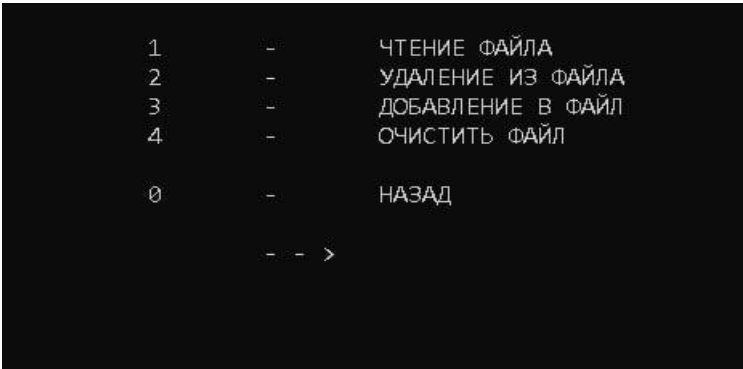 1 - ЧТЕНИЕ ФАЙЛА
2 - УДАЛЕНИЕ ИЗ ФАЙЛА
3 - ДОБАВЛЕНИЕ В ФАЙЛ
4 - ОЧИСТИТЬ ФАЙЛ
0 - НАЗАД
- - >